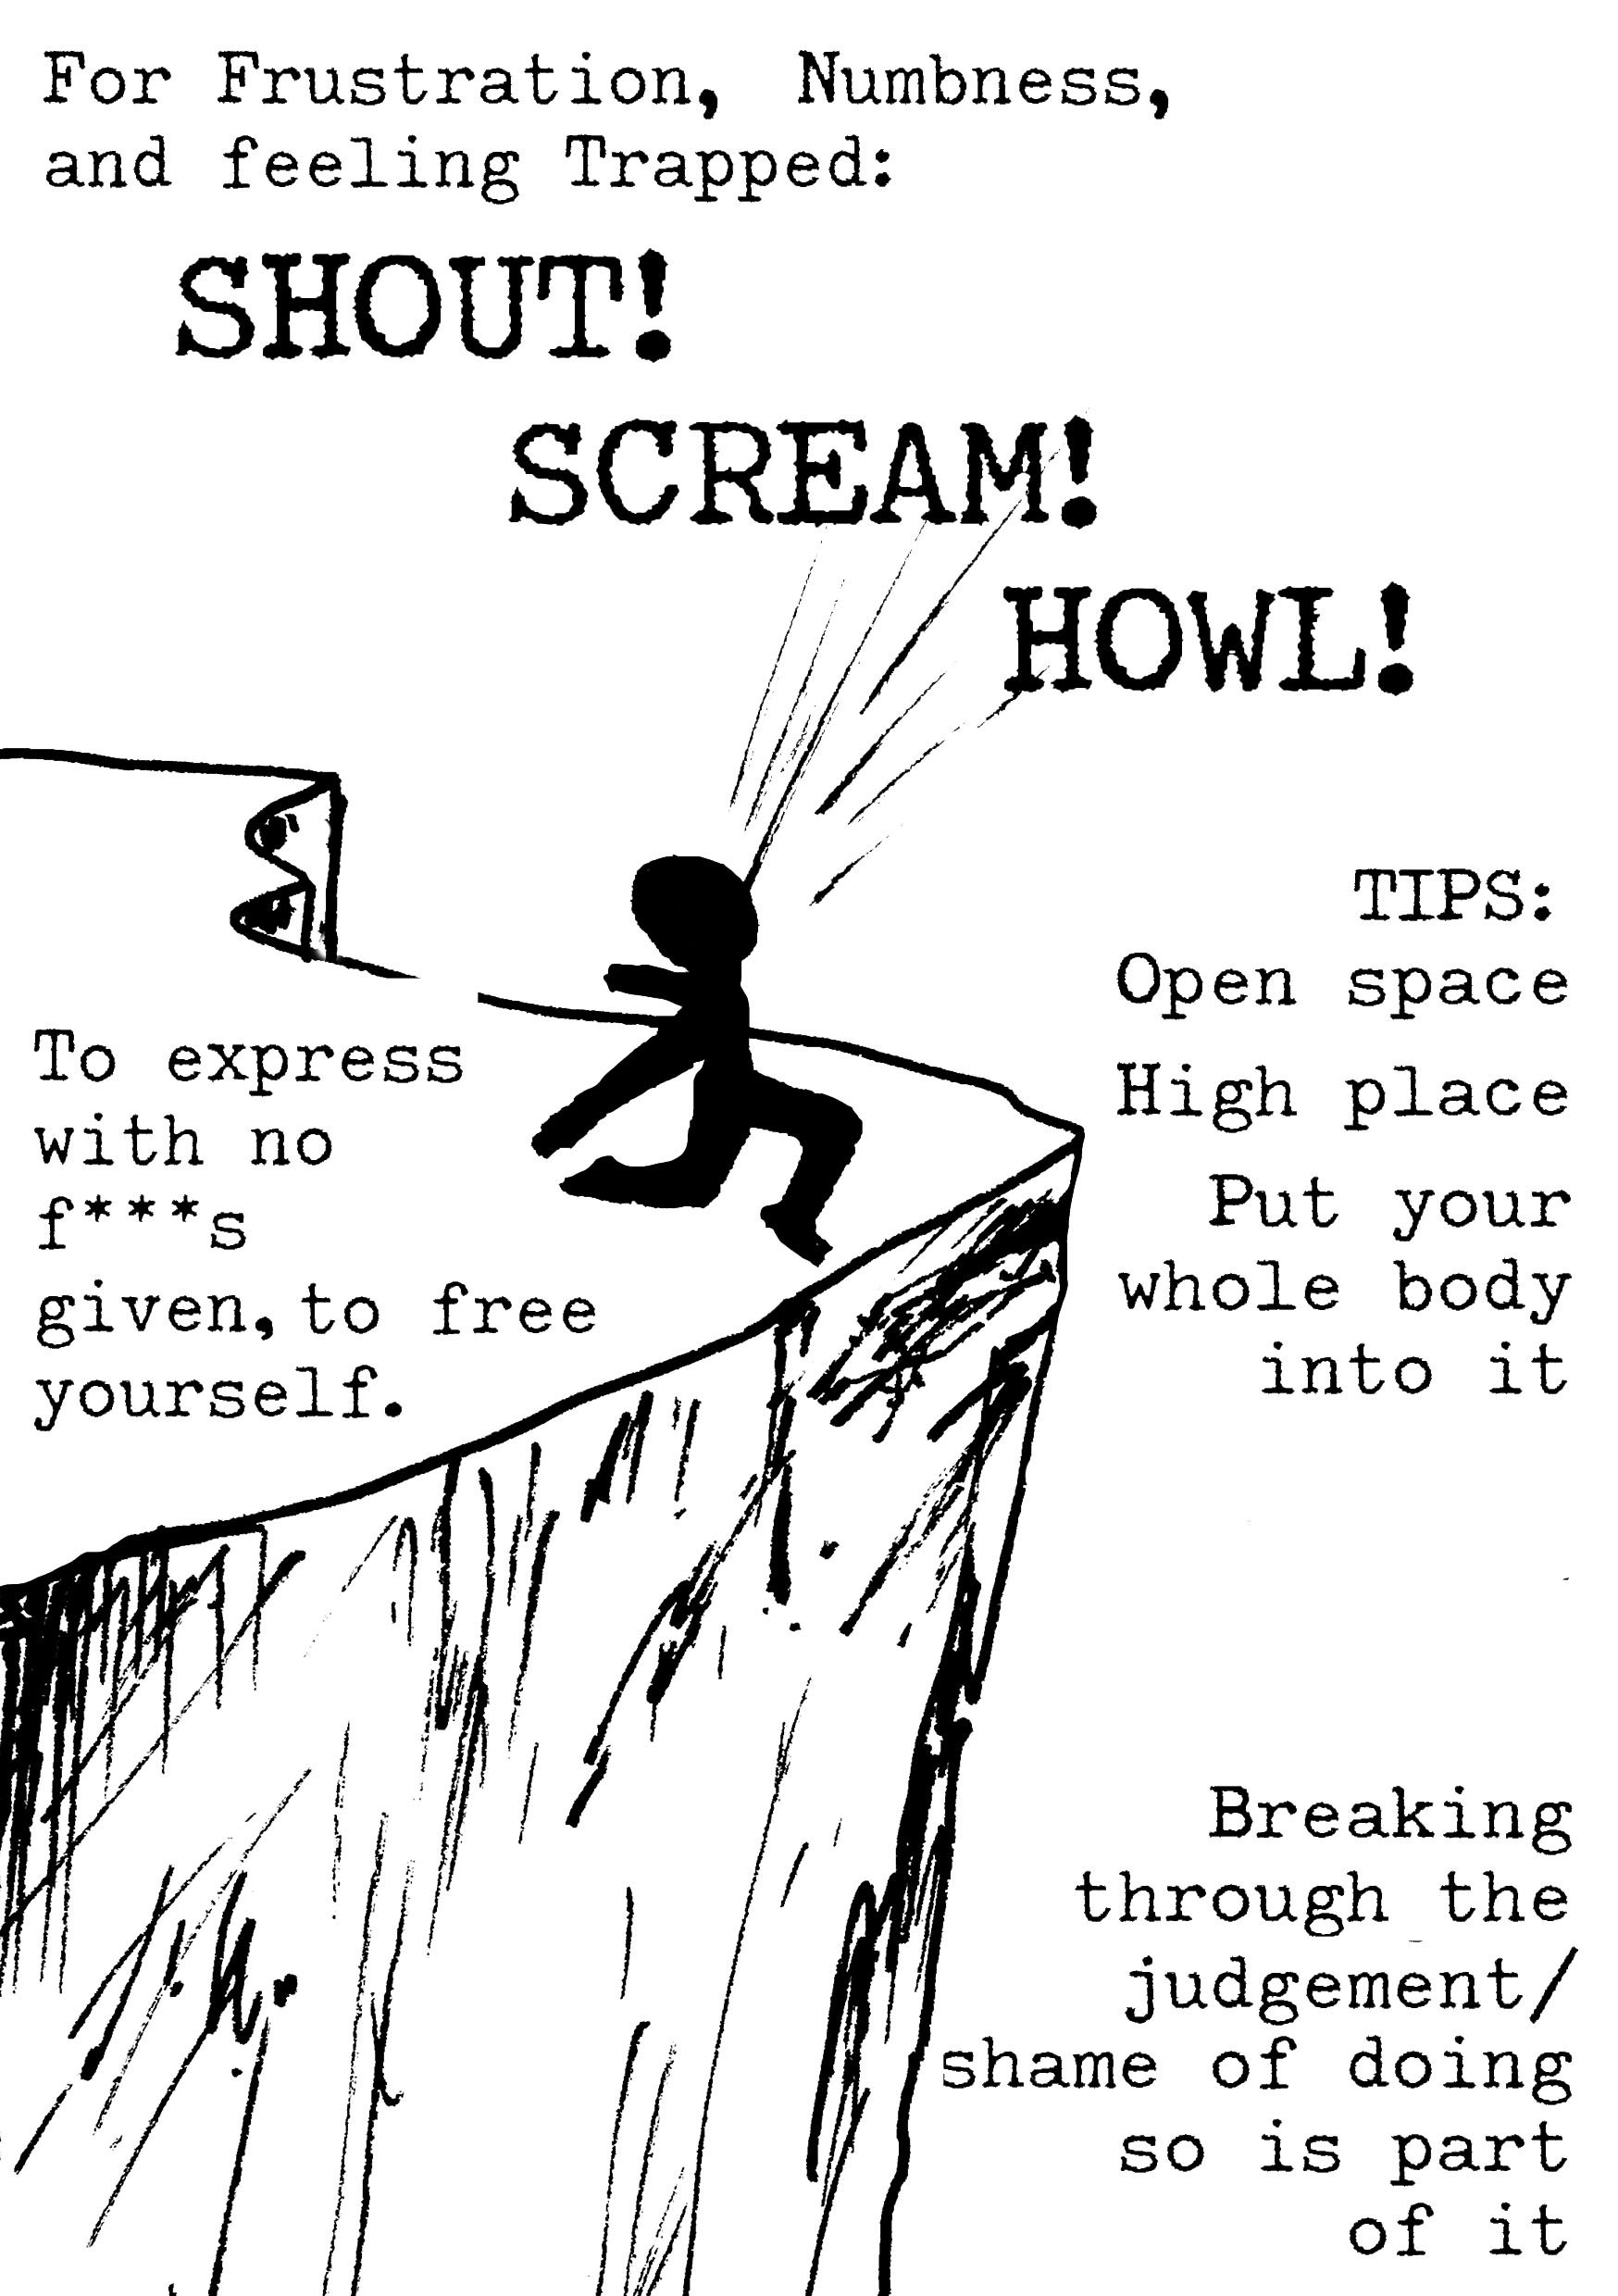 For Frustration, Numbness,
and feeling Trapped:
SHOUT!
SCREAM!
HOWL!
To express
with no
f***s
given, to free
yourself.
TIPS:
Open space
High place
Put your
whole body
into it
Breaking
through the
judgement/
shame of doing
so is part
of it